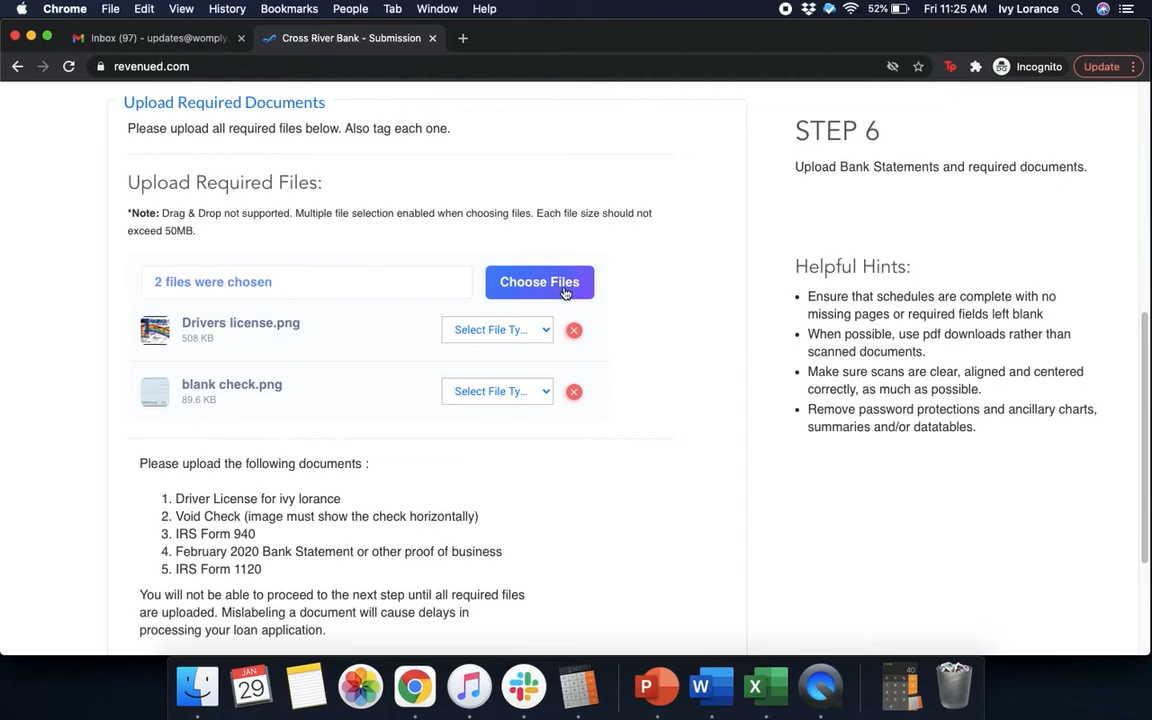 Chrome File Edit View History Bookmarks People Tab Window Help 52% Fri 11:25 AM Ivy Lorance
Inbox (97) - updates@womply. Cross River Bank - Submission
revenued.com Incognito Update
Upload Required Documents
Please upload all required files below. Also tag each one.
Upload Required Files:
*Note: Drag & Drop not supported. Multiple file selection enabled when choosing files. Each file size should not
exceed 50MB.
2 files were chosen Choose Files
Drivers license.png
508 KB
Select File Ty...
blank check.png
89.6 KB
Select File Ty...
Please upload the following documents :
1. Driver License for ivy lorance
2. Void Check (image must show the check horizontally)
3. IRS Form 940
4. February 2020 Bank Statement or other proof of business
5. IRS Form 1120
You will not be able to proceed to the next step until all required files
are uploaded. Mislabeling a document will cause delays in
processing your loan application.
STEP 6
Upload Bank Statements and required documents.
Helpful Hints:
• Ensure that schedules are complete with no
missing pages or required fields left blank
• When possible, use pdf downloads rather than
scanned documents.
• Make sure scans are clear, aligned and centered
correctly, as much as possible.
• Remove password protections and ancillary charts,
summaries and/or datatables.
JAN
29
P
W
X
40